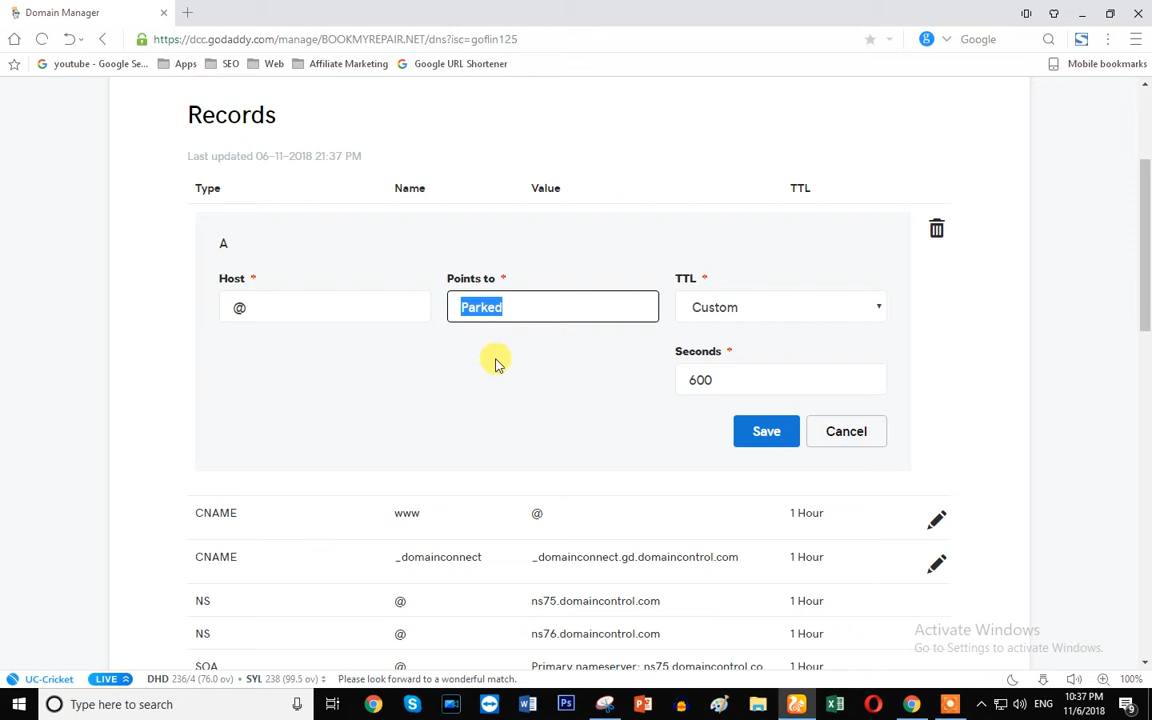 Domain Manager
https://dcc.godaddy.com/manage/BOOKMYREPAIR.NET/dns?isc=goflin125
Google
youtube - Google Se...
Apps
SEO
Web
Affiliate Marketing
Google URL Shortener
Mobile bookmarks
Records
Last updated 06-11-2018 21:37 PM
Type Name Value TTL
A
Host * Points to * TTL *
@ Parked Custom
Seconds *
600
Save Cancel
CNAME www @ 1 Hour
CNAME _domainconnect _domainconnect.gd.domaincontrol.com 1 Hour
NS @ ns75.domaincontrol.com 1 Hour
NS @ ns76.domaincontrol.com 1 Hour
SOA @ Primary nameserver: ns75.domaincontrol.co 1 Hour
Activate Windows
Go to Settings to activate Windows.
UC-Cricket LIVE DHD 236/4 (76.0 ov) • SYL 238 (99.5 ov) Please look forward to a wonderful match. 100%
Type here to search
ENG
10:37 PM
11/6/2018
9